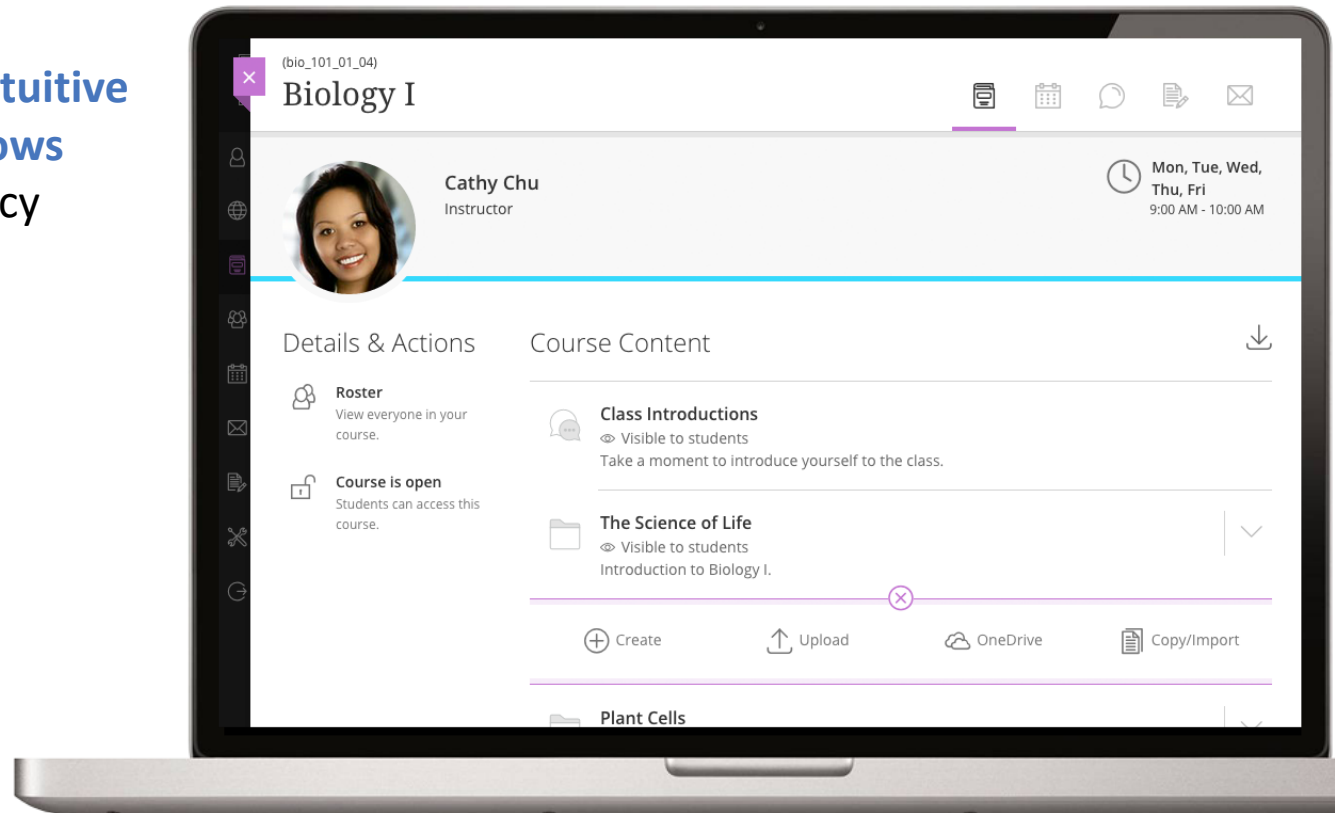 tuitive
ows
cy
(bio_101_01_04)
Biology I
Cathy Chu
Instructor
Mon, Tue, Wed,
Thu, Fri
9:00 AM - 10:00 AM
Details & Actions
Roster
View everyone in your
course.
Course is open
Students can access this
course.
Course Content
Class Introductions
Visible to students
Take a moment to introduce yourself to the class.
The Science of Life
Visible to students
Introduction to Biology I.
Create
Upload
OneDrive
Copy/Import
Plant Cells